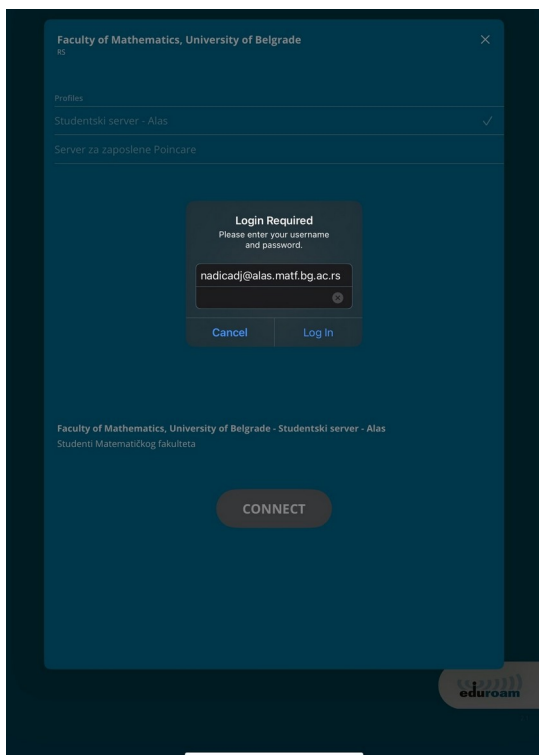 Faculty of Mathematics, University of Belgrade
RS
Profiles
Studentski server - Alas
Server za zaposlene Poincare
Login Required
Please enter your username
and password.
nadicadj@alas.matf.bg.ac.rs
Cancel
Log In
Faculty of Mathematics, University of Belgrade - Studentski server - Alas
Studenti Matematičkog fakulteta
CONNECT
eduroam